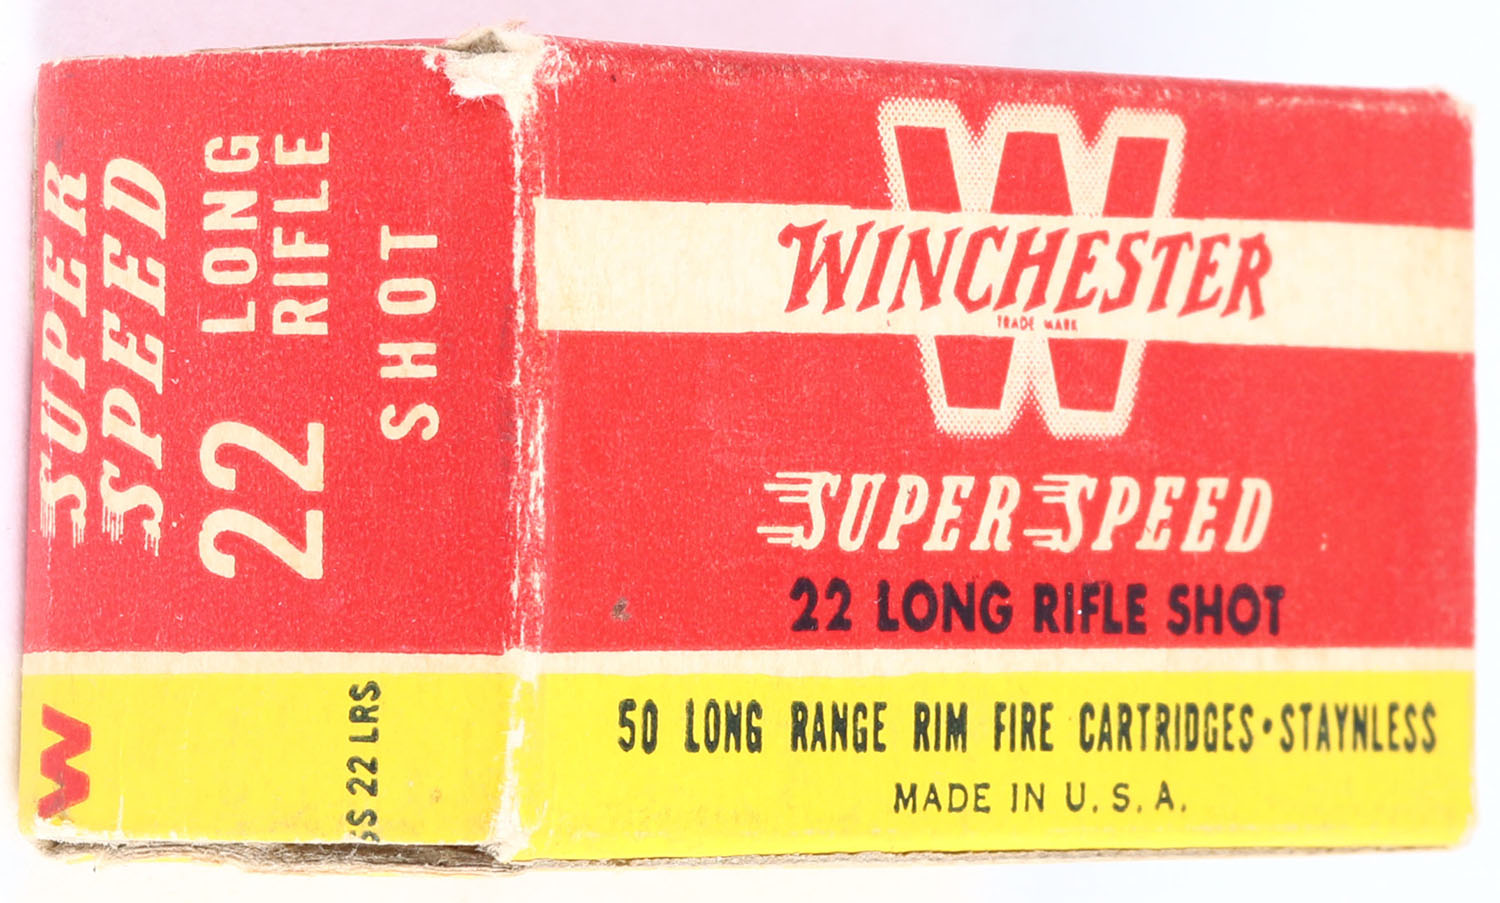 SUPER
SPEED
22 LONG
RIFLE
SHOT
W
SS 22 LRS
W
WINCHESTER
TRADE MARK
SUPER SPEED
22 LONG RIFLE SHOT
50 LONG RANGE RIM FIRE CARTRIDGES • STAYNLESS
MADE IN U. S. A.